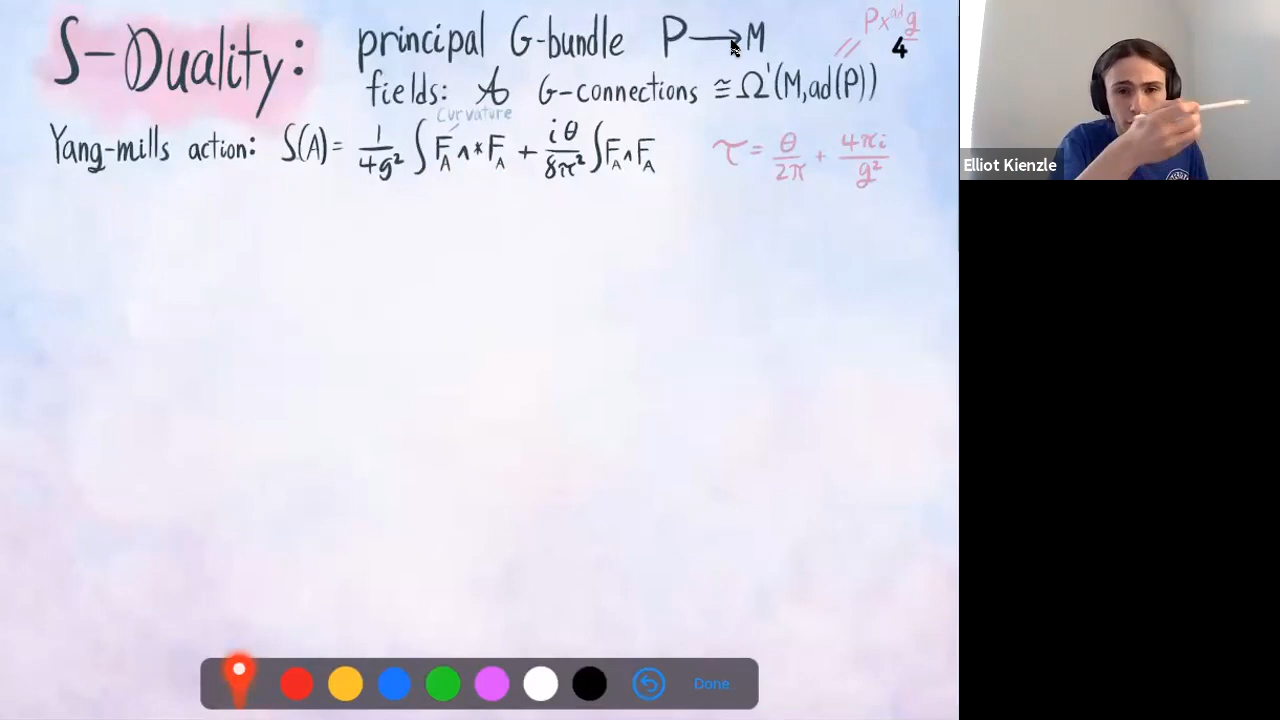 S-Duality: principal G-bundle P → M
P×ᵃᵈ g
4
fields: 𝒜 G-connections ≅ Ω¹(M, ad(P))
curvature
Yang-mills action: S(A) = 1/4g² ∫ F_A ∧ * F_A + iθ/8π² ∫ F_A ∧ F_A
τ = θ/2π + 4πi/g²
Elliot Kienzle
Done